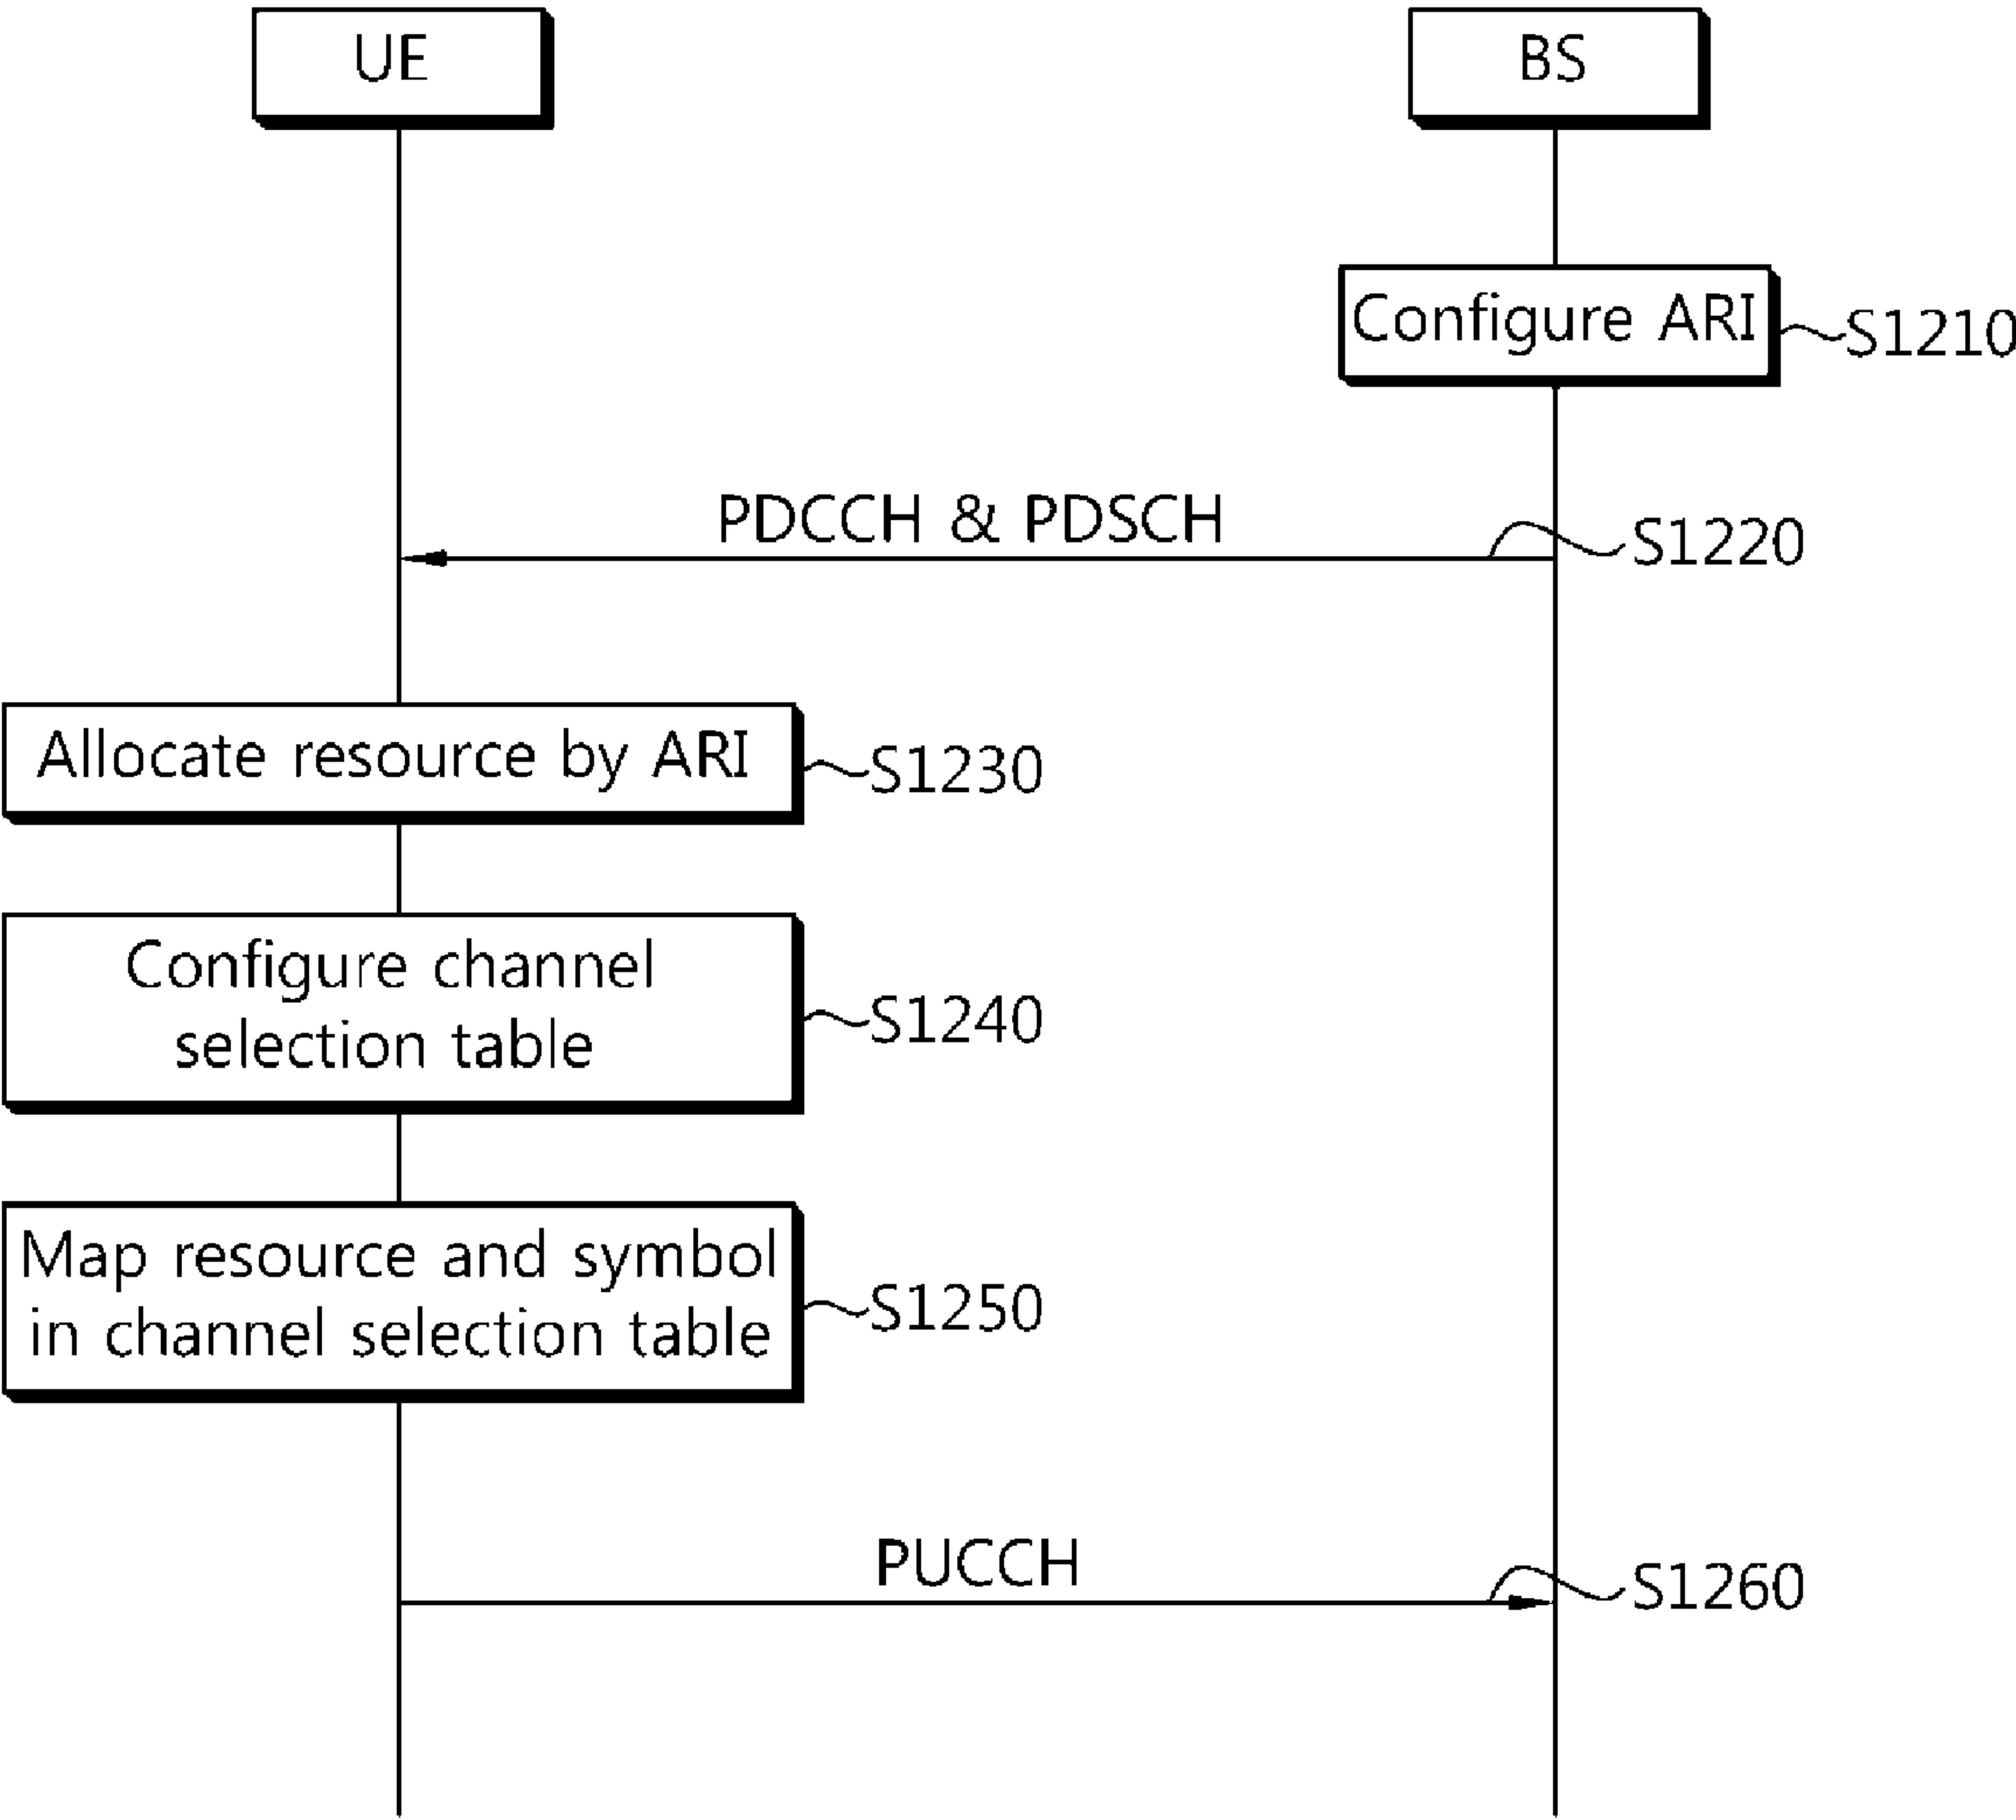 UE
BS
Configure ARI
S1210
PDCCH & PDSCH
S1220
Allocate resource by ARI
S1230
Configure channel
selection table
S1240
Map resource and symbol
in channel selection table
S1250
PUCCH
S1260